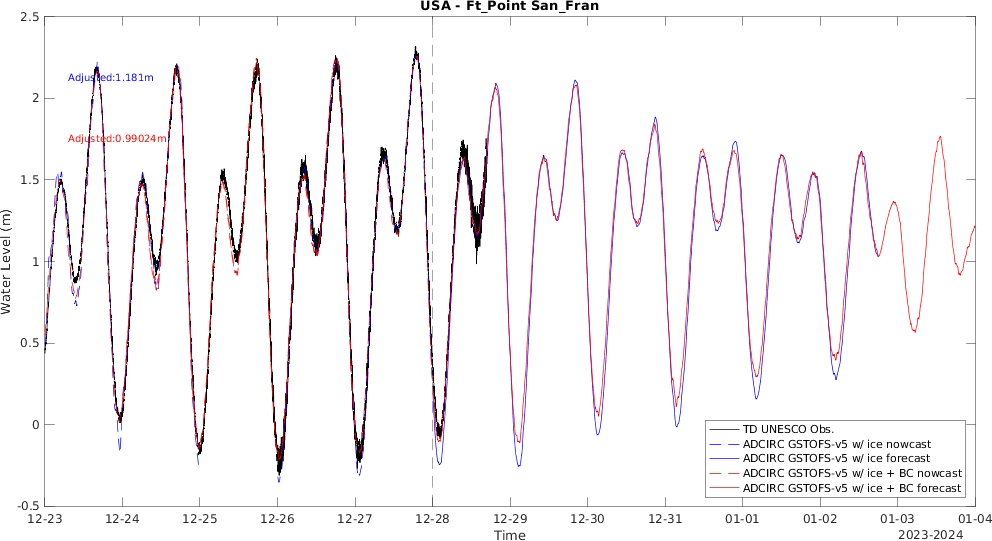 USA - Ft_Point San_Fran
2.5
2
1.5
1
0.5
0
-0.5
Water Level (m)
Adjusted:1.181m
Adjusted:0.99024m
TD UNESCO Obs.
ADCIRC GSTOFS-v5 w/ ice nowcast
ADCIRC GSTOFS-v5 w/ ice forecast
ADCIRC GSTOFS-v5 w/ ice + BC nowcast
ADCIRC GSTOFS-v5 w/ ice + BC forecast
12-23 12-24 12-25 12-26 12-27 12-28 12-29 12-30 12-31 01-01 01-02 01-03 01-04
Time
2023-2024